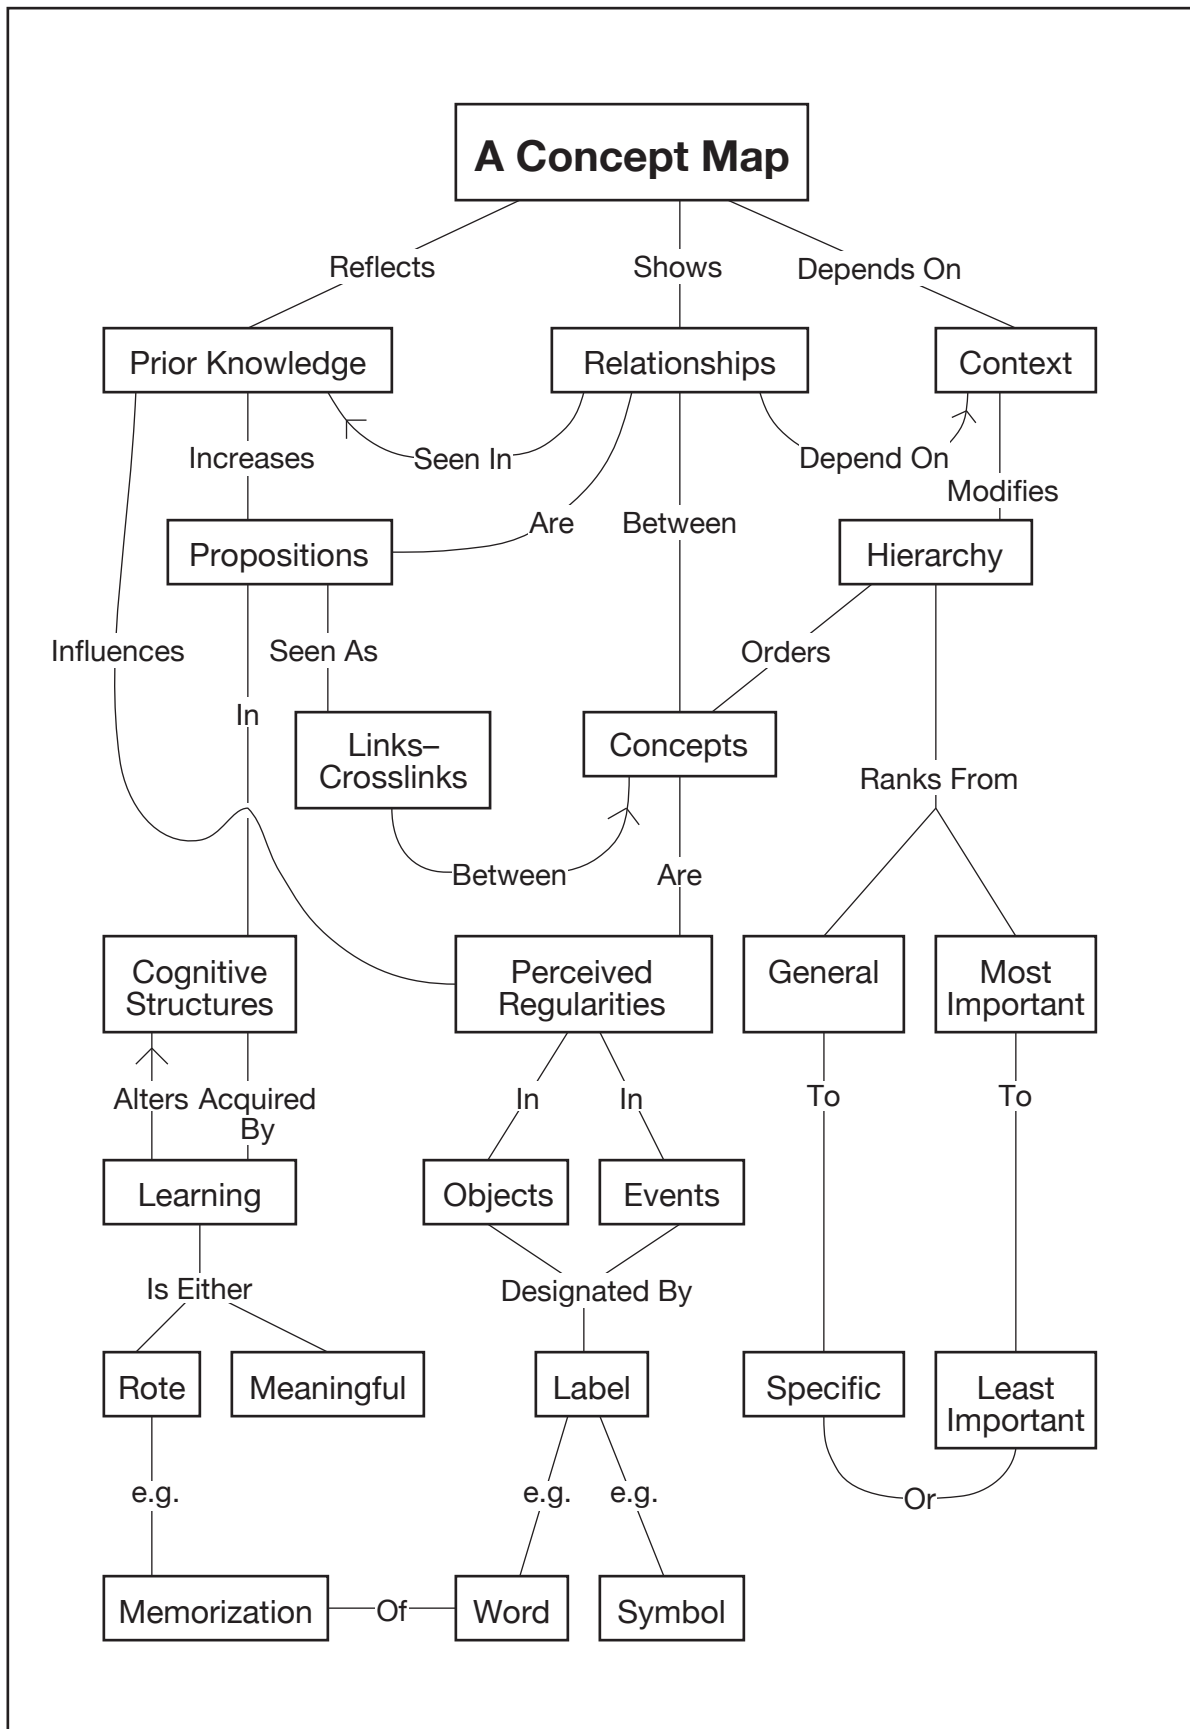 A Concept Map
Reflects
Shows
Depends On
Prior Knowledge
Relationships
Context
Increases
Seen In
Depend On
Modifies
Are
Between
Propositions
Hierarchy
Influences
Seen As
Orders
In
Links–
Crosslinks
Concepts
Ranks From
Between
Are
Cognitive
Structures
Perceived
Regularities
General
Most
Important
Alters
Acquired
By
In
In
To
To
Learning
Objects
Events
Is Either
Designated By
Rote
Meaningful
Label
Specific
Least
Important
e.g.
e.g.
e.g.
Or
Memorization
Of
Word
Symbol